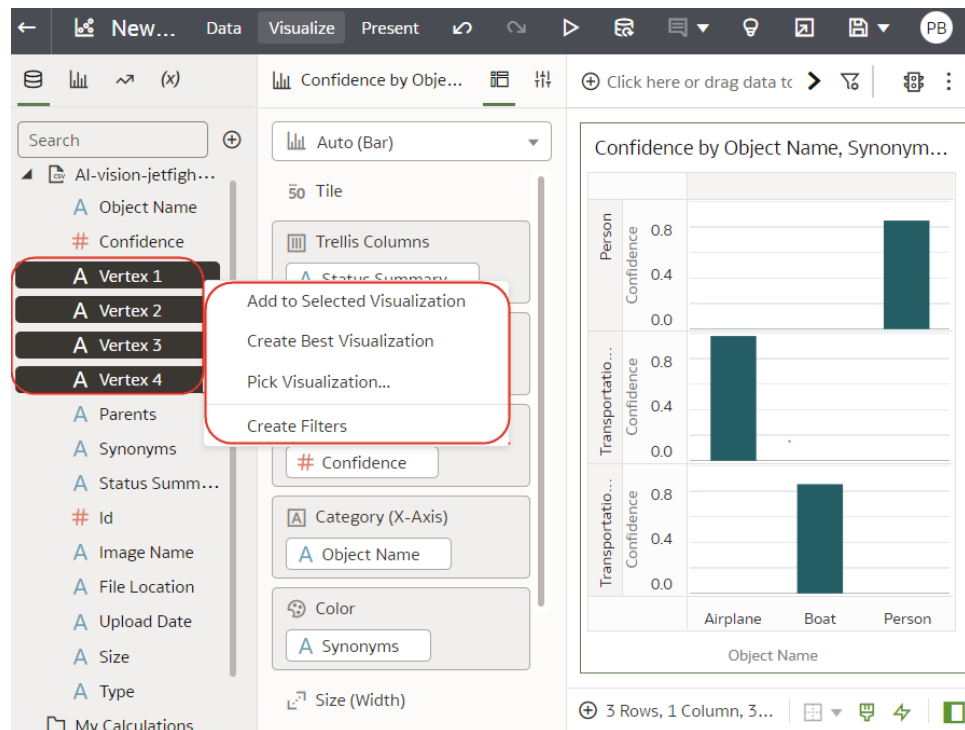 New... Data Visualize Present PB
(x)
Search
AI-vision-jetfigh...
CSV
A Object Name
# Confidence
A Vertex 1
A Vertex 2
A Vertex 3
A Vertex 4
A Parents
A Synonyms
A Status Summ...
# Id
A Image Name
A File Location
A Upload Date
A Size
A Type
My Calculations
Confidence by Obje...
Auto (Bar)
50 Tile
Trellis Columns
A Status Summary
Add to Selected Visualization
Create Best Visualization
Pick Visualization...
Create Filters
# Confidence
A Category (X-Axis)
A Object Name
Color
A Synonyms
Size (Width)
Click here or drag data tc
Confidence by Object Name, Synonym...
Person
Confidence
0.8
0.4
0.0
Transportatio...
Confidence
0.8
0.4
0.0
Transportatio...
Confidence
0.8
0.4
0.0
Airplane Boat Person
Object Name
3 Rows, 1 Column, 3...